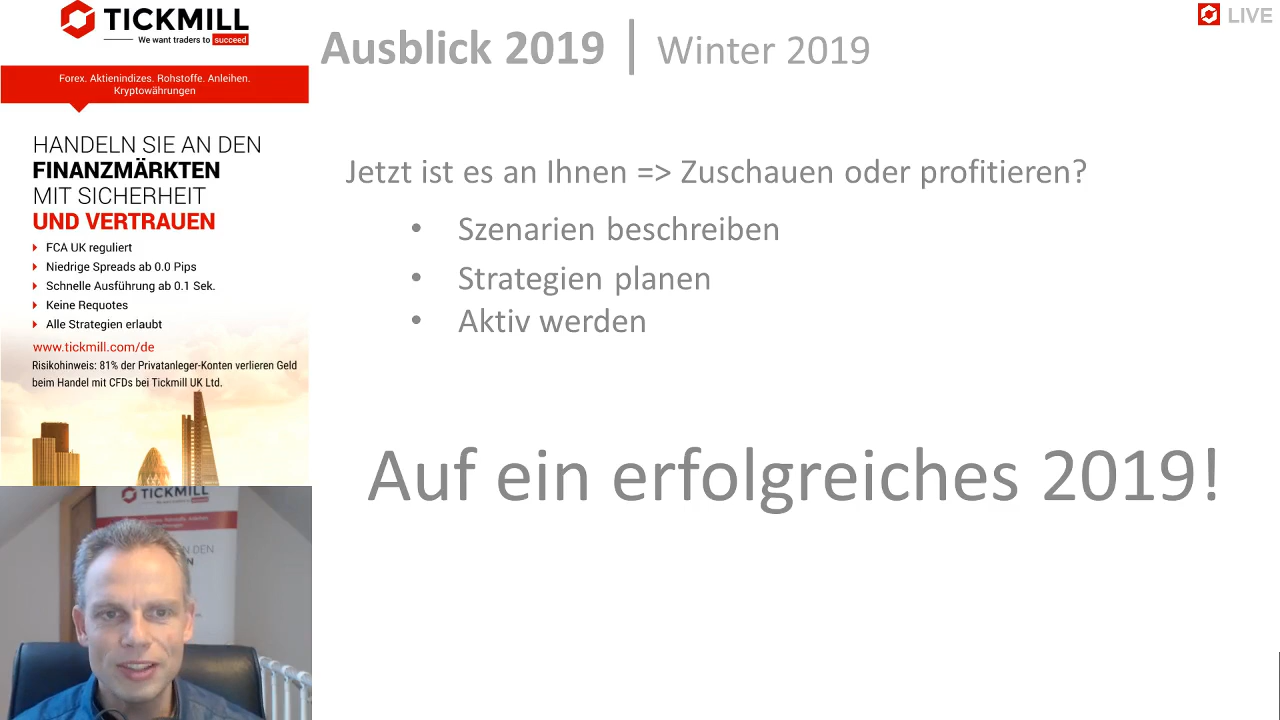 TICKMILL
We want traders to succeed
Forex. Aktienindizes. Rohstoffe. Anleihen.
Kryptowährungen
HANDELN SIE AN DEN
FINANZMÄRKTEN
MIT SICHERHEIT
UND VERTRAUEN
FCA UK reguliert
Niedrige Spreads ab 0.0 Pips
Schnelle Ausführung ab 0.1 Sek.
Keine Requotes
Alle Strategien erlaubt
www.tickmill.com/de
Risikohinweis: 81% der Privatanleger-Konten verlieren Geld
beim Handel mit CFDs bei Tickmill UK Ltd.
LIVE
Ausblick 2019 | Winter 2019
Jetzt ist es an Ihnen => Zuschauen oder profitieren?
• Szenarien beschreiben
• Strategien planen
• Aktiv werden
Auf ein erfolgreiches 2019!
TICKMILL